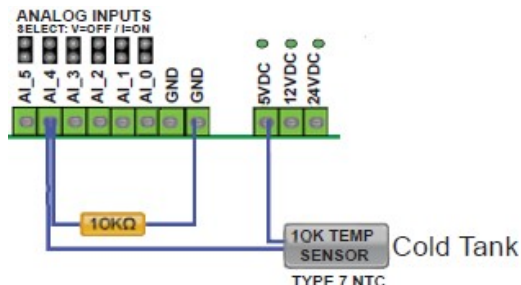 ANALOG INPUTS
SELECT: V=OFF / I=ON
AI_5
AI_4
AI_3
AI_2
AI_1
AI_0
GND
GND
5VDC
12VDC
24VDC
10KΩ
10K TEMP
SENSOR
Cold Tank
TYPE 7 NTC